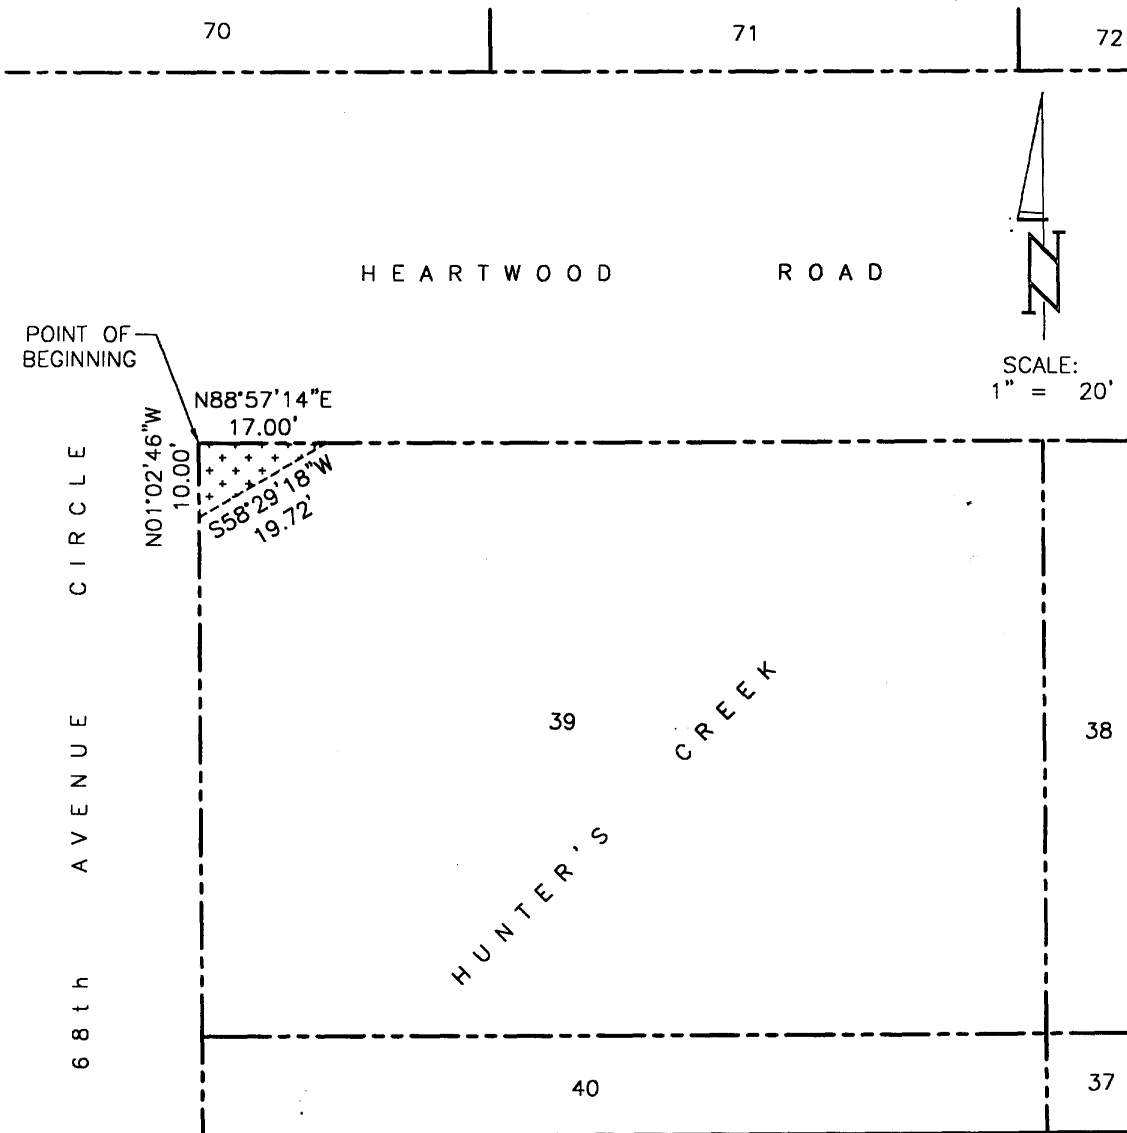 70
71
72
HEARTWOOD ROAD
N
SCALE:
1" = 20'
POINT OF
BEGINNING
N88°57'14"E
17.00'
N01°02'46"W
10.00'
S58°29'18"W
19.72'
68th AVENUE CIRCLE
39
38
HUNTER'S CREEK
40
37